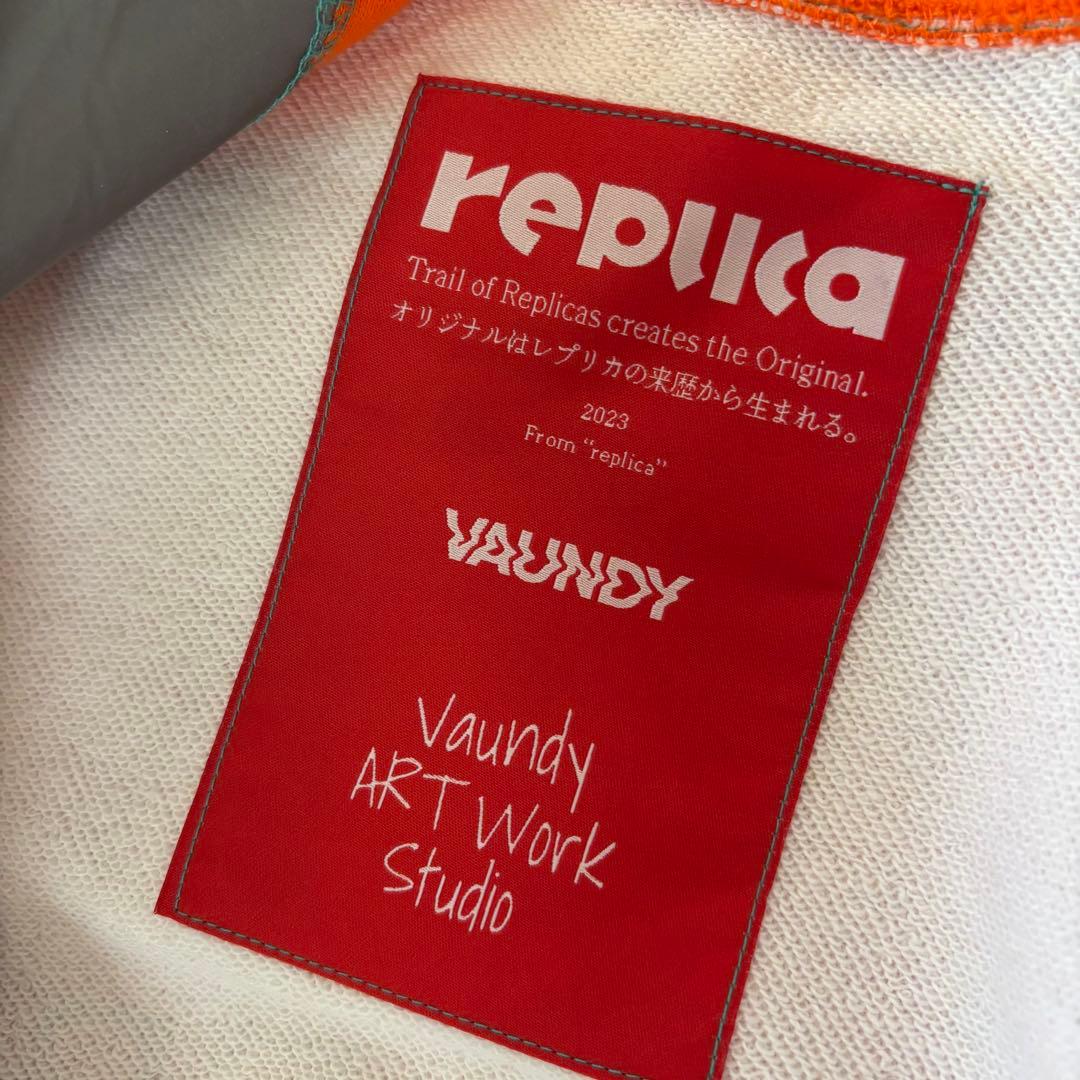 replica
Trail of Replicas creates the Original.
オリジナルはレプリカの来歴から生まれる。
2023
From “replica”
VAUNDY
Vaundy
ART Work
Studio